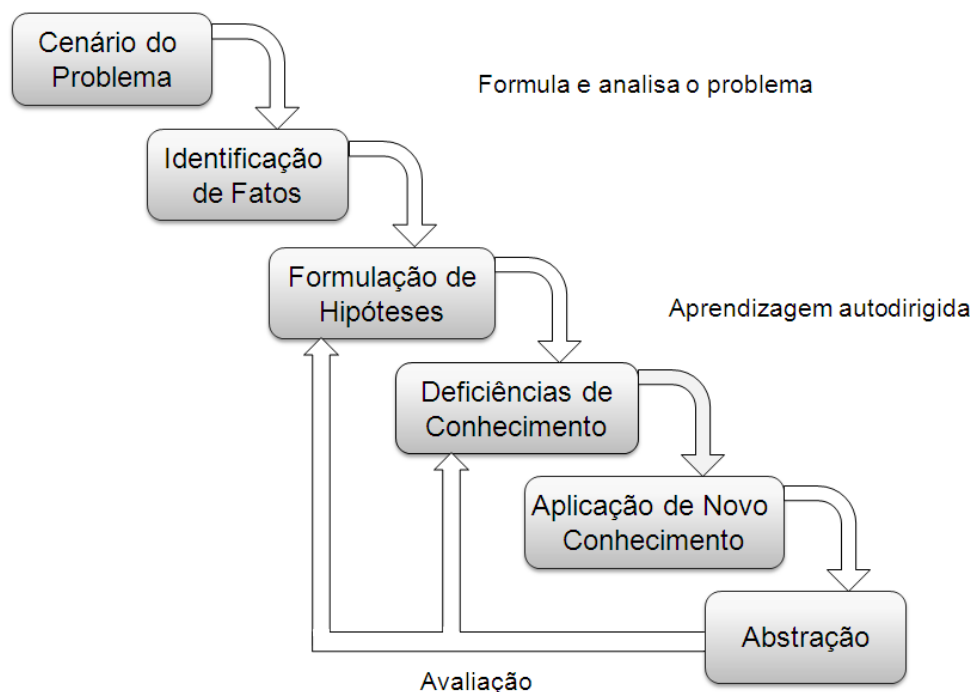 Cenário do
Problema
Formula e analisa o problema
Identificação
de Fatos
Formulação de
Hipóteses
Aprendizagem autodirigida
Deficiências de
Conhecimento
Aplicação de Novo
Conhecimento
Abstração
Avaliação